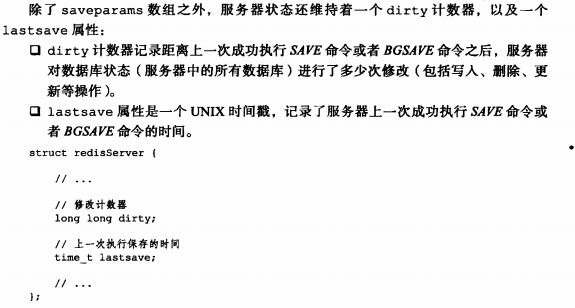 除了 saveparams 数组之外，服务器状态还维持着一个 dirty 计数器，以及一个
lastsave 属性：
❑ dirty 计数器记录距离上一次成功执行 SAVE 命令或者 BGSAVE 命令之后，服务器
对数据库状态（服务器中的所有数据库）进行了多少次修改（包括写入、删除、更
新等操作）。
❑ lastsave 属性是一个 UNIX 时间戳，记录了服务器上一次成功执行 SAVE 命令或
者 BGSAVE 命令的时间。
struct redisServer {
// ...
// 修改计数器
long long dirty;
// 上一次执行保存的时间
time_t lastsave;
// ...
};